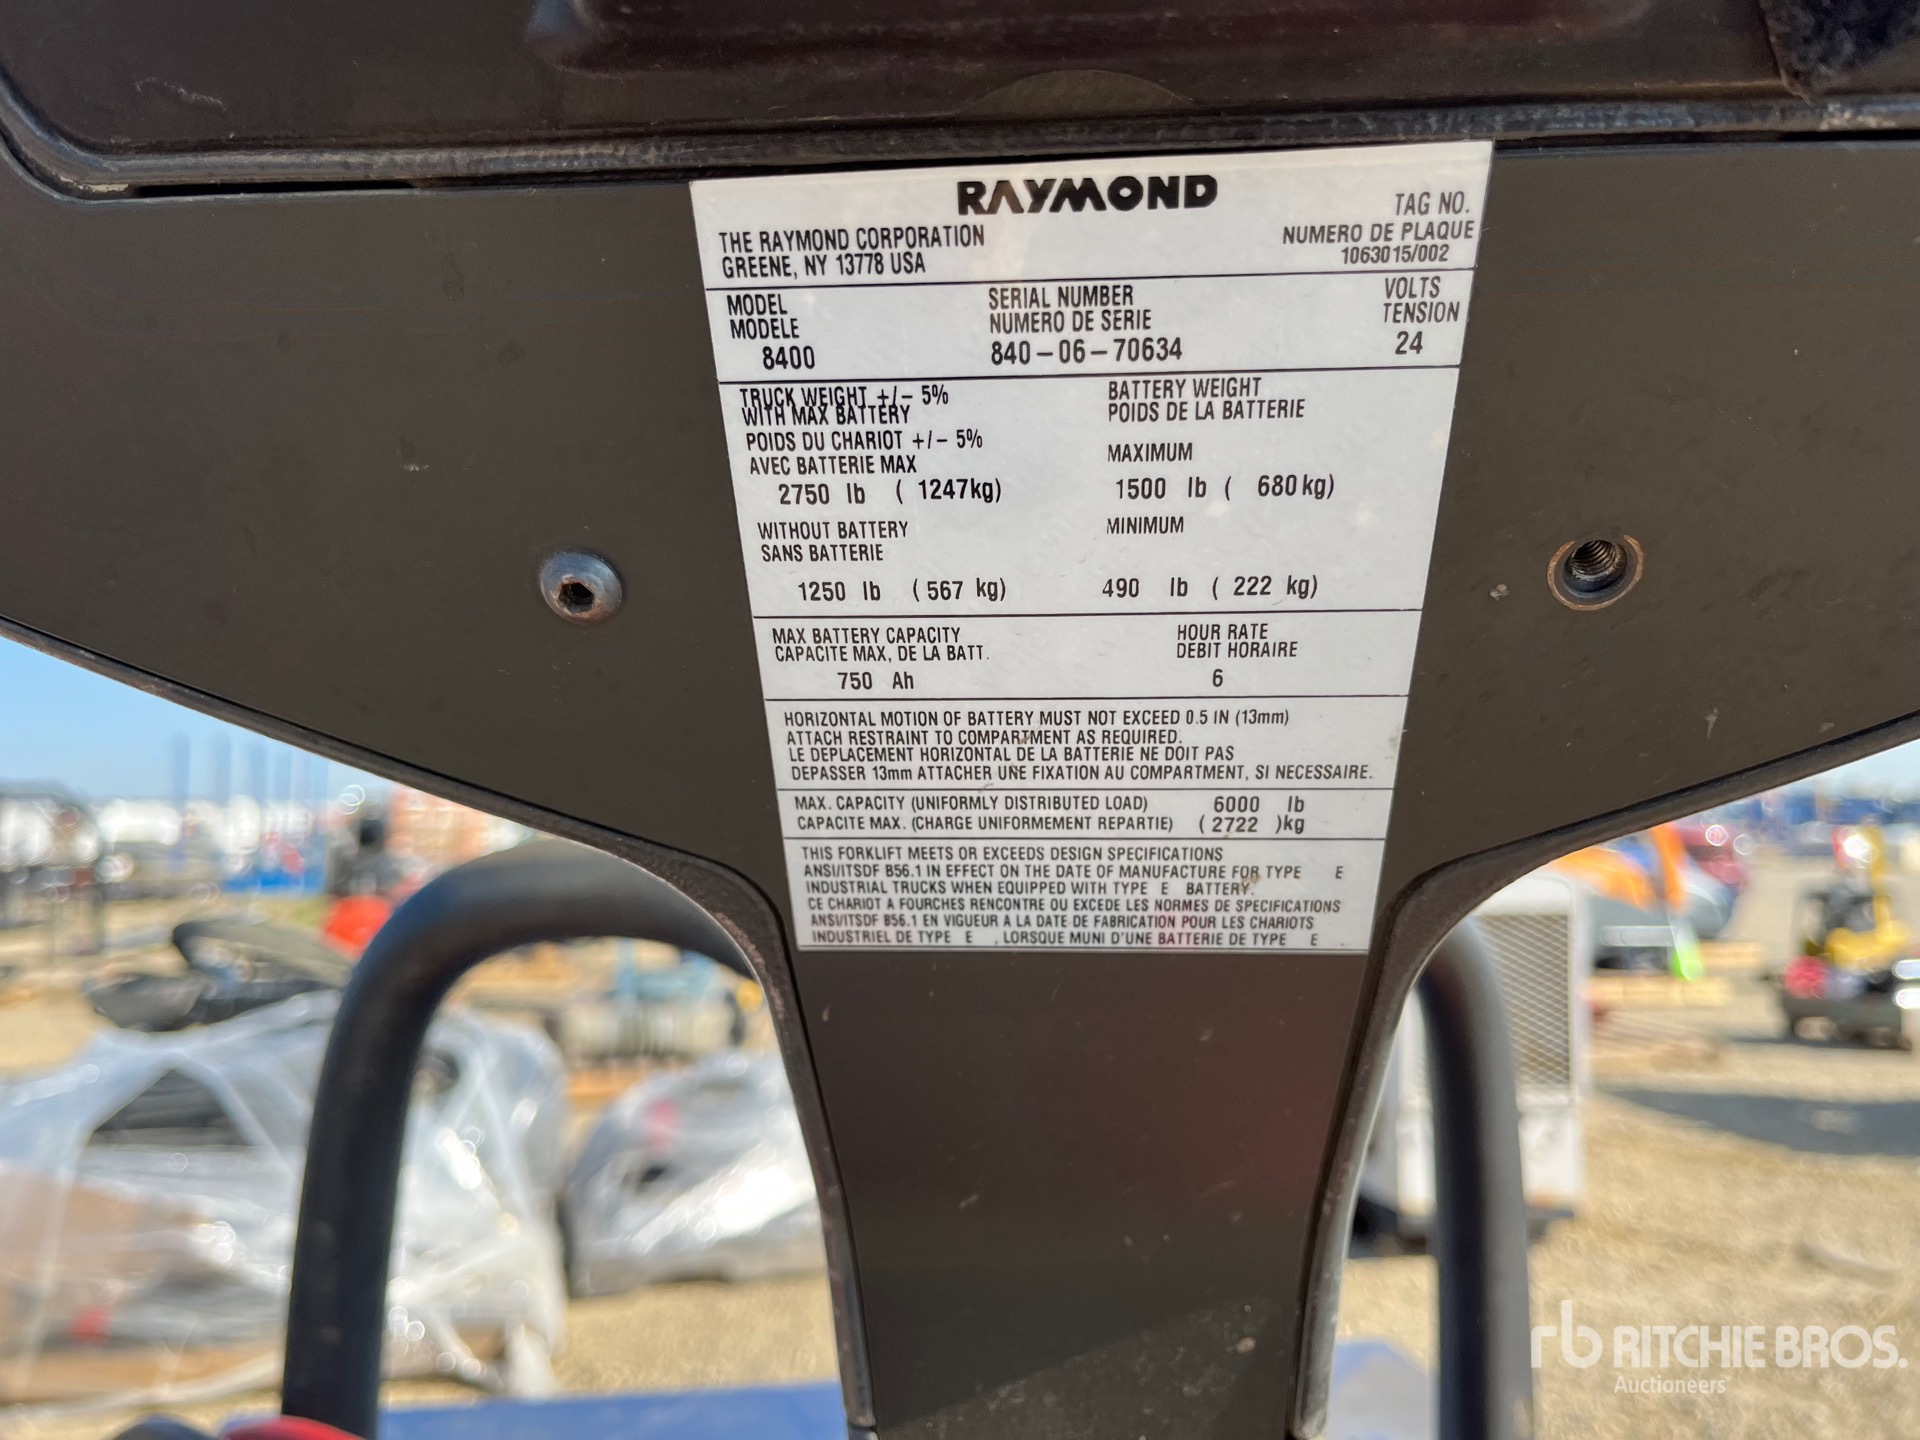 RAYMOND
THE RAYMOND CORPORATION
GREENE, NY 13778 USA
TAG NO.
NUMERO DE PLAQUE
1063015/002
MODEL
MODELE
8400
SERIAL NUMBER
NUMERO DE SERIE
840-06-70634
VOLTS
TENSION
24
TRUCK WEIGHT +/- 5%
WITH MAX BATTERY
POIDS DU CHARIOT +/- 5%
AVEC BATTERIE MAX
2750 lb ( 1247kg)
WITHOUT BATTERY
SANS BATTERIE
1250 lb (567 kg)
BATTERY WEIGHT
POIDS DE LA BATTERIE
MAXIMUM
1500 lb ( 680kg)
MINIMUM
490 lb ( 222 kg)
MAX BATTERY CAPACITY
CAPACITE MAX, DE LA BATT.
750 Ah
HOUR RATE
DEBIT HORAIRE
6
HORIZONTAL MOTION OF BATTERY MUST NOT EXCEED 0.5 IN (13mm)
ATTACH RESTRAINT TO COMPARTMENT AS REQUIRED.
LE DEPLACEMENT HORIZONTAL DE LA BATTERIE NE DOIT PAS
DEPASSER 13mm ATTACHER UNE FIXATION AU COMPARTMENT, SI NECESSAIRE.
MAX. CAPACITY (UNIFORMLY DISTRIBUTED LOAD) 6000 lb
CAPACITE MAX. (CHARGE UNIFORMEMENT REPARTIE) ( 2722 )kg
THIS FORKLIFT MEETS OR EXCEEDS DESIGN SPECIFICATIONS
ANSI/ITSDF B56.1 IN EFFECT ON THE DATE OF MANUFACTURE FOR TYPE E
INDUSTRIAL TRUCKS WHEN EQUIPPED WITH TYPE E BATTERY.
CE CHARIOT A FOURCHES RENCONTRE OU EXCEDE LES NORMES DE SPECIFICATIONS
ANSI/ITSDF B56.1 EN VIGUEUR A LA DATE DE FABRICATION POUR LES CHARIOTS
INDUSTRIEL DE TYPE E , LORSQUE MUNI D'UNE BATTERIE DE TYPE E .
rb RITCHIE BROS.
Auctioneers